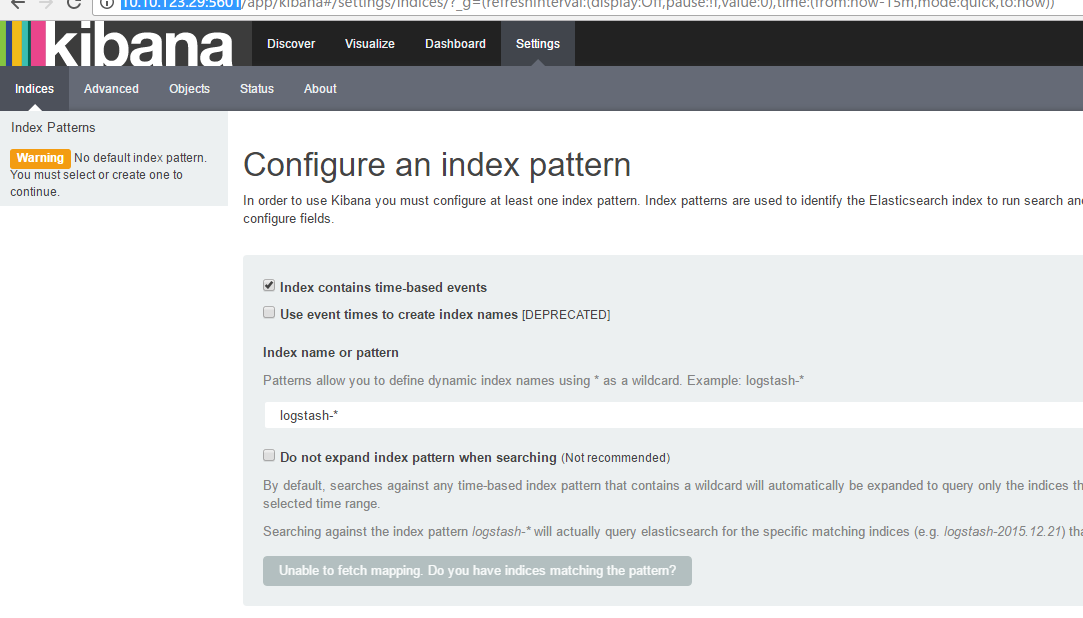 10.10.123.29:5601/app/kibana#/settings/indices/?_g=(refreshInterval:(display:Off,pause:!f,value:0),time:(from:now-15m,mode:quick,to:now))
kibana Discover Visualize Dashboard Settings
Indices Advanced Objects Status About
Index Patterns
Warning No default index pattern.
You must select or create one to
continue.
Configure an index pattern
In order to use Kibana you must configure at least one index pattern. Index patterns are used to identify the Elasticsearch index to run search and
configure fields.
Index contains time-based events
Use event times to create index names [DEPRECATED]
Index name or pattern
Patterns allow you to define dynamic index names using * as a wildcard. Example: logstash-*
logstash-*
Do not expand index pattern when searching (Not recommended)
By default, searches against any time-based index pattern that contains a wildcard will automatically be expanded to query only the indices
selected time range.
Searching against the index pattern logstash-* will actually query elasticsearch for the specific matching indices (e.g. logstash-2015.12.21)
Unable to fetch mapping. Do you have indices matching the pattern?